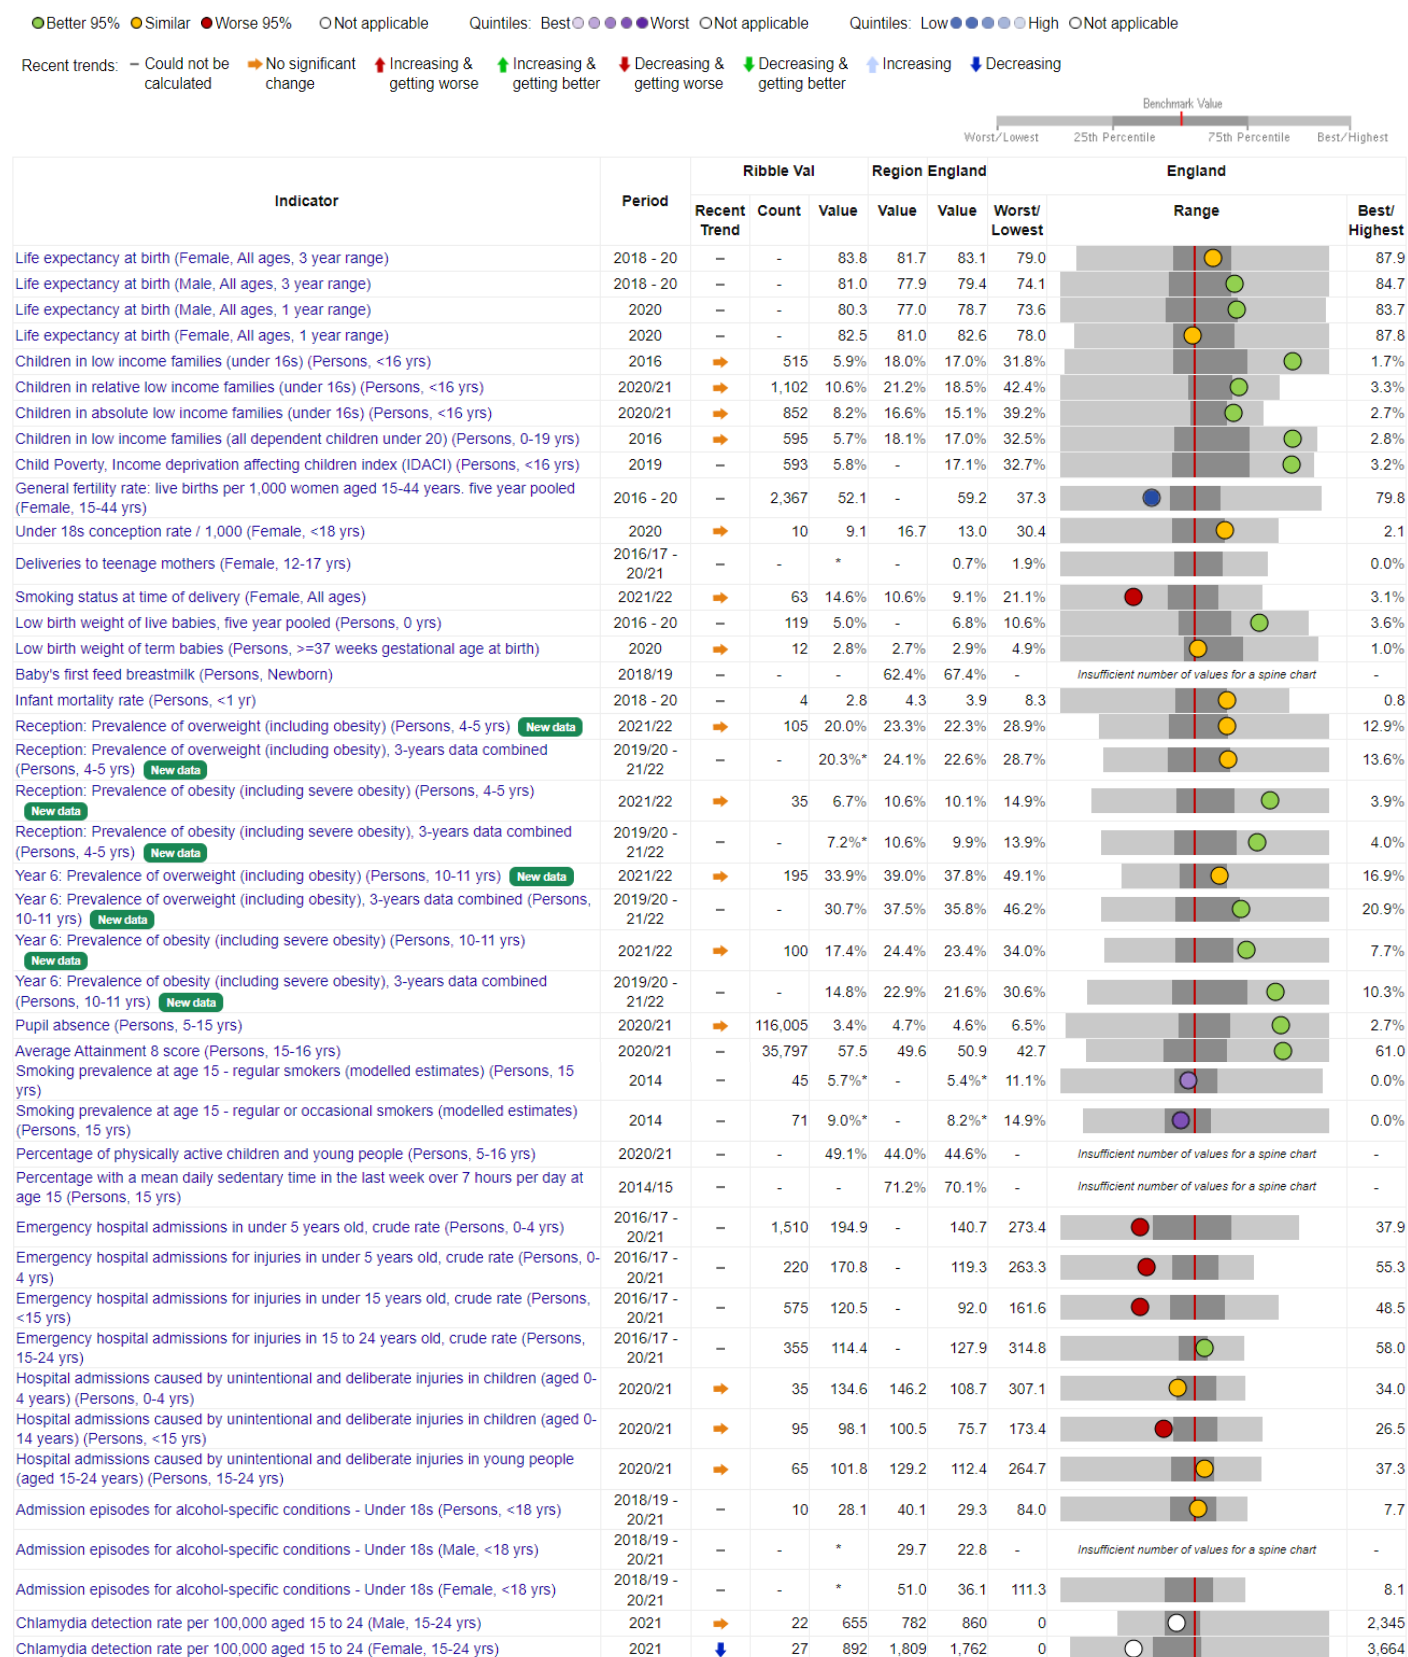 Better 95% Similar Worse 95% Not applicable Quintiles: Best Worst Not applicable Quintiles: Low High Not applicable
Recent trends: – Could not be calculated No significant change Increasing & getting worse Increasing & getting better Decreasing & getting worse Decreasing & getting better Increasing Decreasing
Benchmark Value
Worst/Lowest 25th Percentile 75th Percentile Best/Highest
Indicator Period Ribble Val Region England England
Recent Trend Count Value Value Value Worst/ Lowest Range Best/ Highest
Life expectancy at birth (Female, All ages, 3 year range) 2018 - 20 – - 83.8 81.7 83.1 79.0 87.9
Life expectancy at birth (Male, All ages, 3 year range) 2018 - 20 – - 81.0 77.9 79.4 74.1 84.7
Life expectancy at birth (Male, All ages, 1 year range) 2020 – - 80.3 77.0 78.7 73.6 83.7
Life expectancy at birth (Female, All ages, 1 year range) 2020 – - 82.5 81.0 82.6 78.0 87.8
Children in low income families (under 16s) (Persons, <16 yrs) 2016 515 5.9% 18.0% 17.0% 31.8% 1.7%
Children in relative low income families (under 16s) (Persons, <16 yrs) 2020/21 1,102 10.6% 21.2% 18.5% 42.4% 3.3%
Children in absolute low income families (under 16s) (Persons, <16 yrs) 2020/21 852 8.2% 16.6% 15.1% 39.2% 2.7%
Children in low income families (all dependent children under 20) (Persons, 0-19 yrs) 2016 595 5.7% 18.1% 17.0% 32.5% 2.8%
Child Poverty, Income deprivation affecting children index (IDACI) (Persons, <16 yrs) 2019 – 593 5.8% - 17.1% 32.7% 3.2%
General fertility rate: live births per 1,000 women aged 15-44 years. five year pooled (Female, 15-44 yrs) 2016 - 20 – 2,367 52.1 - 59.2 37.3 79.8
Under 18s conception rate / 1,000 (Female, <18 yrs) 2020 10 9.1 16.7 13.0 30.4 2.1
Deliveries to teenage mothers (Female, 12-17 yrs) 2016/17 - 20/21 – - * - 0.7% 1.9% 0.0%
Smoking status at time of delivery (Female, All ages) 2021/22 63 14.6% 10.6% 9.1% 21.1% 3.1%
Low birth weight of live babies, five year pooled (Persons, 0 yrs) 2016 - 20 – 119 5.0% - 6.8% 10.6% 3.6%
Low birth weight of term babies (Persons, >=37 weeks gestational age at birth) 2020 12 2.8% 2.7% 2.9% 4.9% 1.0%
Baby's first feed breastmilk (Persons, Newborn) 2018/19 – - - 62.4% 67.4% - Insufficient number of values for a spine chart -
Infant mortality rate (Persons, <1 yr) 2018 - 20 – 4 2.8 4.3 3.9 8.3 0.8
Reception: Prevalence of overweight (including obesity) (Persons, 4-5 yrs) New data 2021/22 105 20.0% 23.3% 22.3% 28.9% 12.9%
Reception: Prevalence of overweight (including obesity), 3-years data combined (Persons, 4-5 yrs) New data 2019/20 - 21/22 – - 20.3%* 24.1% 22.6% 28.7% 13.6%
Reception: Prevalence of obesity (including severe obesity) (Persons, 4-5 yrs) New data 2021/22 35 6.7% 10.6% 10.1% 14.9% 3.9%
Reception: Prevalence of obesity (including severe obesity), 3-years data combined (Persons, 4-5 yrs) New data 2019/20 - 21/22 – - 7.2%* 10.6% 9.9% 13.9% 4.0%
Year 6: Prevalence of overweight (including obesity) (Persons, 10-11 yrs) New data 2021/22 195 33.9% 39.0% 37.8% 49.1% 16.9%
Year 6: Prevalence of overweight (including obesity), 3-years data combined (Persons, 10-11 yrs) New data 2019/20 - 21/22 – - 30.7% 37.5% 35.8% 46.2% 20.9%
Year 6: Prevalence of obesity (including severe obesity) (Persons, 10-11 yrs) New data 2021/22 100 17.4% 24.4% 23.4% 34.0% 7.7%
Year 6: Prevalence of obesity (including severe obesity), 3-years data combined (Persons, 10-11 yrs) New data 2019/20 - 21/22 – - 14.8% 22.9% 21.6% 30.6% 10.3%
Pupil absence (Persons, 5-15 yrs) 2020/21 116,005 3.4% 4.7% 4.6% 6.5% 2.7%
Average Attainment 8 score (Persons, 15-16 yrs) 2020/21 – 35,797 57.5 49.6 50.9 42.7 61.0
Smoking prevalence at age 15 - regular smokers (modelled estimates) (Persons, 15 yrs) 2014 – 45 5.7%* - 5.4%* 11.1% 0.0%
Smoking prevalence at age 15 - regular or occasional smokers (modelled estimates) (Persons, 15 yrs) 2014 – 71 9.0%* - 8.2%* 14.9% 0.0%
Percentage of physically active children and young people (Persons, 5-16 yrs) 2020/21 – - 49.1% 44.0% 44.6% - Insufficient number of values for a spine chart -
Percentage with a mean daily sedentary time in the last week over 7 hours per day at age 15 (Persons, 15 yrs) 2014/15 – - - 71.2% 70.1% - Insufficient number of values for a spine chart -
Emergency hospital admissions in under 5 years old, crude rate (Persons, 0-4 yrs) 2016/17 - 20/21 – 1,510 194.9 - 140.7 273.4 37.9
Emergency hospital admissions for injuries in under 5 years old, crude rate (Persons, 0-4 yrs) 2016/17 - 20/21 – 220 170.8 - 119.3 263.3 55.3
Emergency hospital admissions for injuries in under 15 years old, crude rate (Persons, <15 yrs) 2016/17 - 20/21 – 575 120.5 - 92.0 161.6 48.5
Emergency hospital admissions for injuries in 15 to 24 years old, crude rate (Persons, 15-24 yrs) 2016/17 - 20/21 – 355 114.4 - 127.9 314.8 58.0
Hospital admissions caused by unintentional and deliberate injuries in children (aged 0-4 years) (Persons, 0-4 yrs) 2020/21 35 134.6 146.2 108.7 307.1 34.0
Hospital admissions caused by unintentional and deliberate injuries in children (aged 0-14 years) (Persons, <15 yrs) 2020/21 95 98.1 100.5 75.7 173.4 26.5
Hospital admissions caused by unintentional and deliberate injuries in young people (aged 15-24 years) (Persons, 15-24 yrs) 2020/21 65 101.8 129.2 112.4 264.7 37.3
Admission episodes for alcohol-specific conditions - Under 18s (Persons, <18 yrs) 2018/19 - 20/21 – 10 28.1 40.1 29.3 84.0 7.7
Admission episodes for alcohol-specific conditions - Under 18s (Male, <18 yrs) 2018/19 - 20/21 – - * 29.7 22.8 - Insufficient number of values for a spine chart -
Admission episodes for alcohol-specific conditions - Under 18s (Female, <18 yrs) 2018/19 - 20/21 – - * 51.0 36.1 111.3 8.1
Chlamydia detection rate per 100,000 aged 15 to 24 (Male, 15-24 yrs) 2021 22 655 782 860 0 2,345
Chlamydia detection rate per 100,000 aged 15 to 24 (Female, 15-24 yrs) 2021 27 892 1,809 1,762 0 3,664